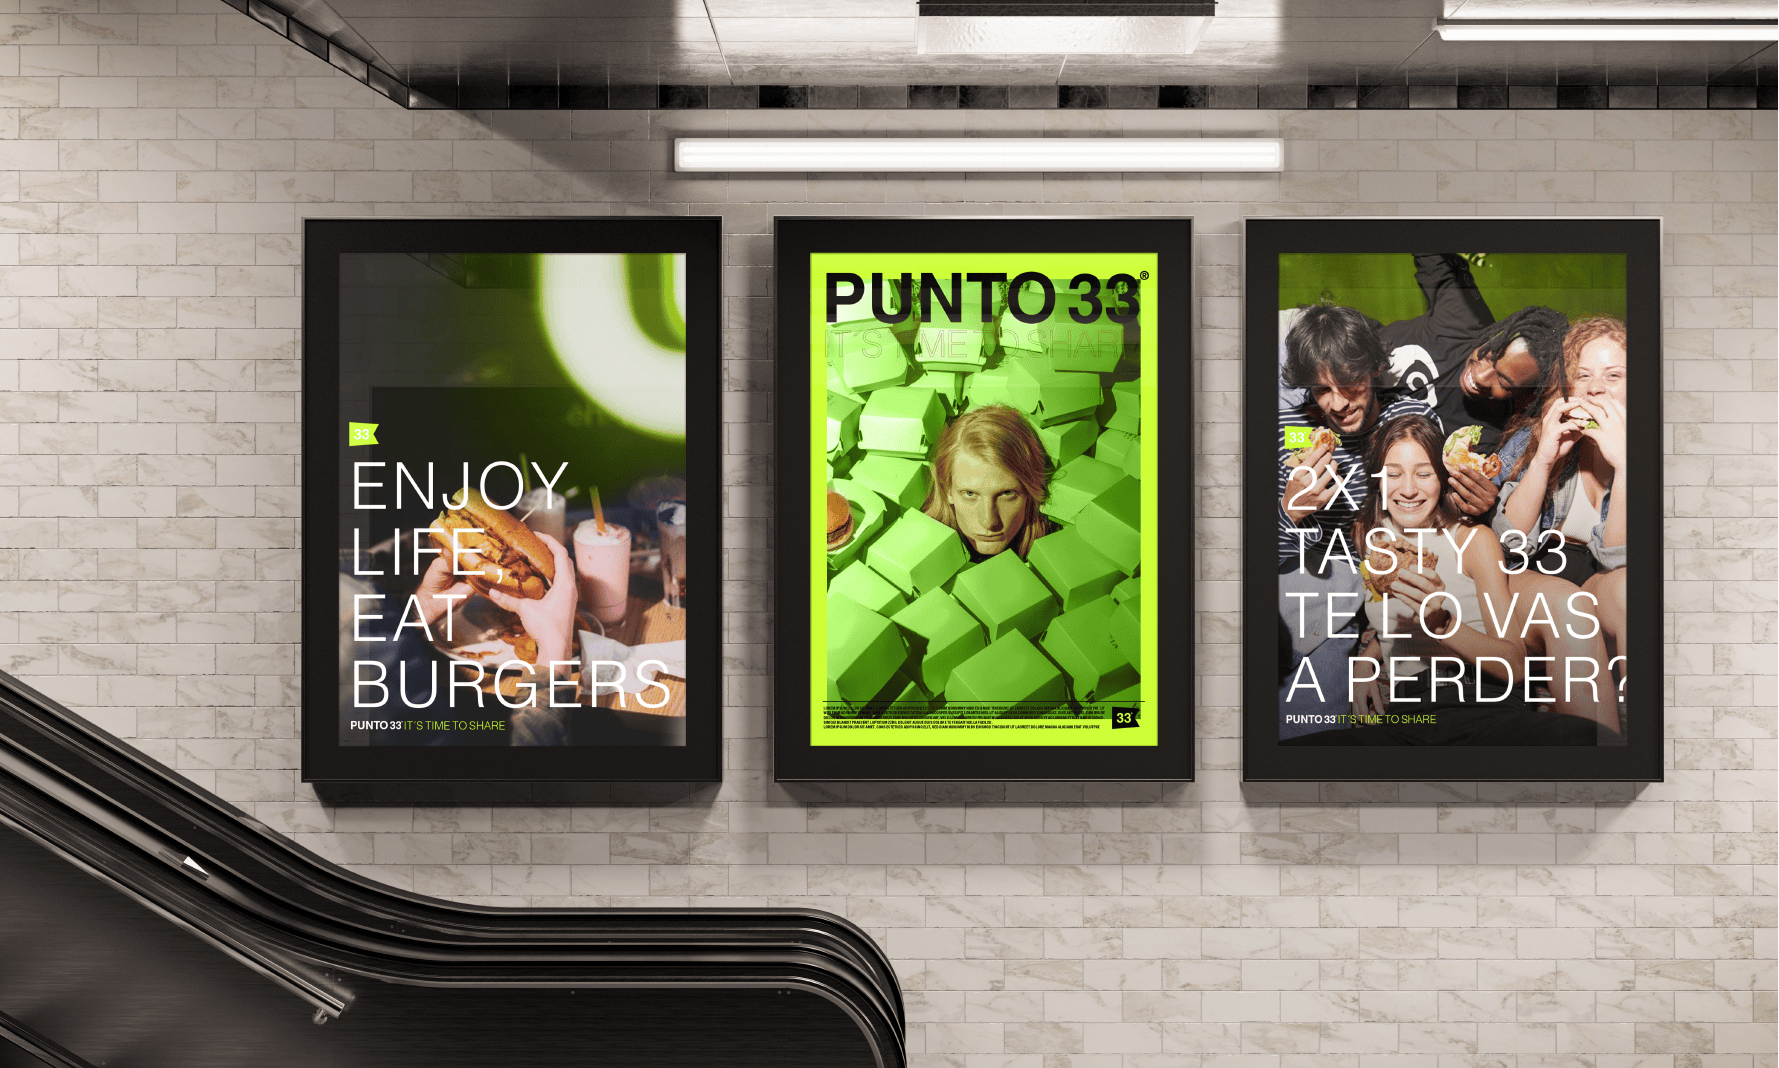 33
ENJOY
LIFE,
EAT
BURGERS
PUNTO 33 IT'S TIME TO SHARE
PUNTO 33®
IT'S TIME TO SHARE
33
33
2X1
TASTY 33
TE LO VAS
A PERDER?
PUNTO 33 IT'S TIME TO SHARE